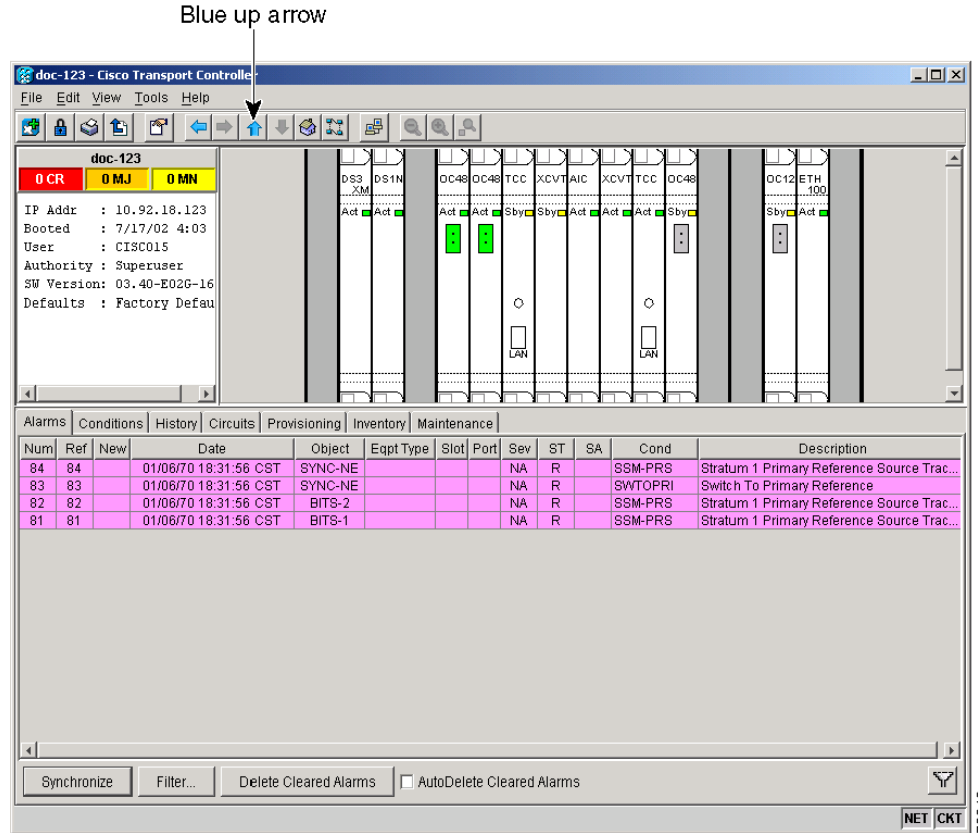 Blue up arrow
doc-123 - Cisco Transport Controller
File Edit View Tools Help
doc-123
0 CR 0 MJ 0 MN
IP Addr : 10.92.18.123
Booted : 7/17/02 4:03
User : CISCO15
Authority : Superuser
SW Version: 03.40-E02G-16
Defaults : Factory Defau
DS3 XM DS1N OC48 OC48 TCC XCVT AIC XCVT TCC OC48 OC12 ETH 100
Act Act Act Act Sby Sby Act Act Act Sby Sby Act
LAN LAN
Alarms Conditions History Circuits Provisioning Inventory Maintenance
Num Ref New Date Object Eqpt Type Slot Port Sev ST SA Cond Description
84 84 01/06/70 18:31:56 CST SYNC-NE NA R SSM-PRS Stratum 1 Primary Reference Source Trac...
83 83 01/06/70 18:31:56 CST SYNC-NE NA R SWTOPRI Switch To Primary Reference
82 82 01/06/70 18:31:56 CST BITS-2 NA R SSM-PRS Stratum 1 Primary Reference Source Trac...
81 81 01/06/70 18:31:56 CST BITS-1 NA R SSM-PRS Stratum 1 Primary Reference Source Trac...
Synchronize Filter... Delete Cleared Alarms AutoDelete Cleared Alarms
NET CKT